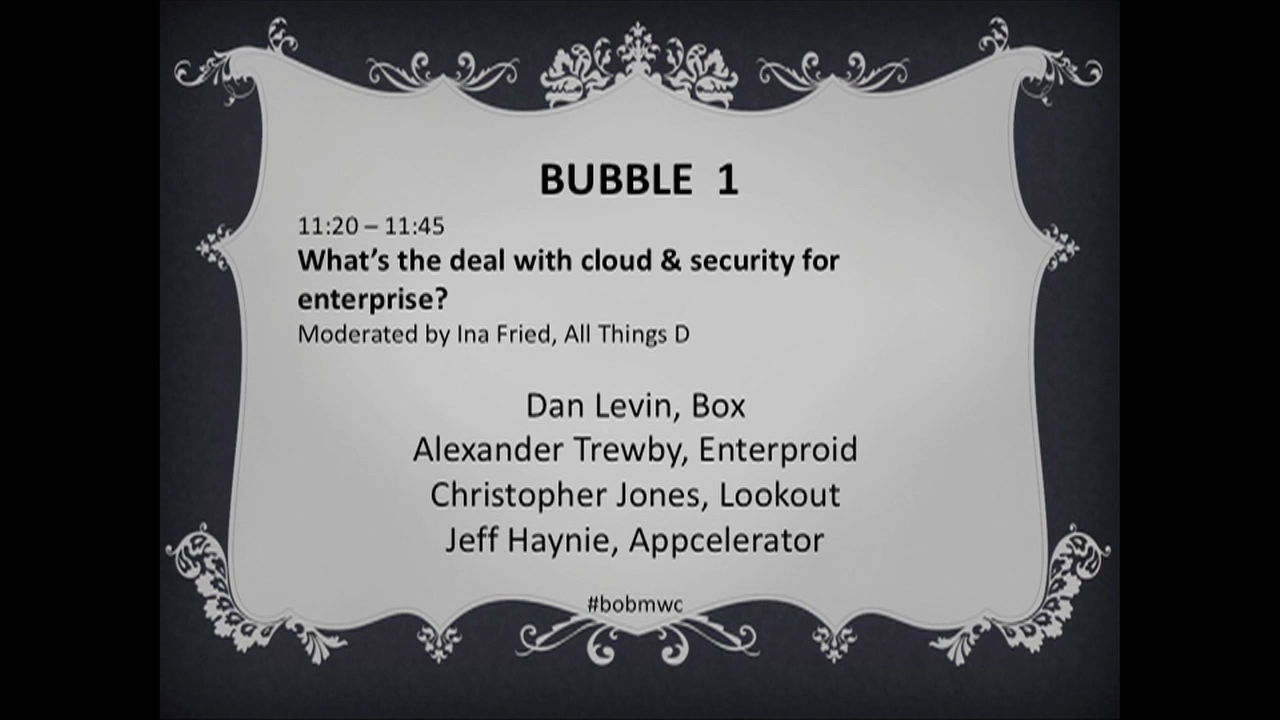 BUBBLE 1
11:20 – 11:45
What's the deal with cloud & security for
enterprise?
Moderated by Ina Fried, All Things D
Dan Levin, Box
Alexander Trewby, Enterproid
Christopher Jones, Lookout
Jeff Haynie, Appcelerator
#bobmwc